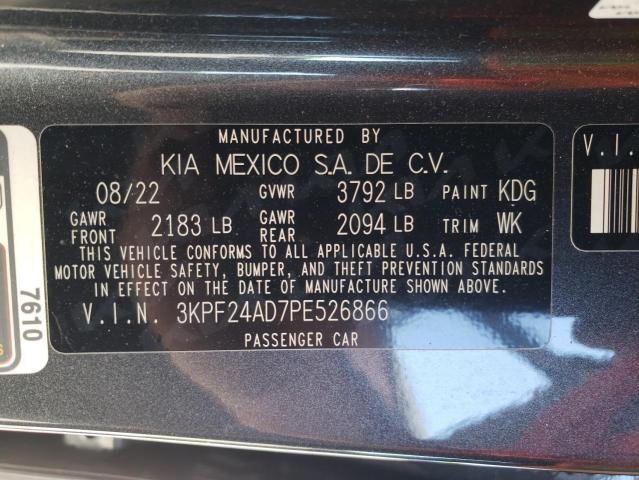 MANUFACTURED BY
KIA MEXICO S.A. DE C.V.
08/22 GVWR 3792 LB PAINT KDG
GAWR FRONT 2183 LB GAWR REAR 2094 LB TRIM WK
THIS VEHICLE CONFORMS TO ALL APPLICABLE U.S.A. FEDERAL
MOTOR VEHICLE SAFETY, BUMPER, AND THEFT PREVENTION STANDARDS
IN EFFECT ON THE DATE OF MANUFACTURE SHOWN ABOVE.
V.I.N. 3KPF24AD7PE526866
PASSENGER CAR
7610
V.I.